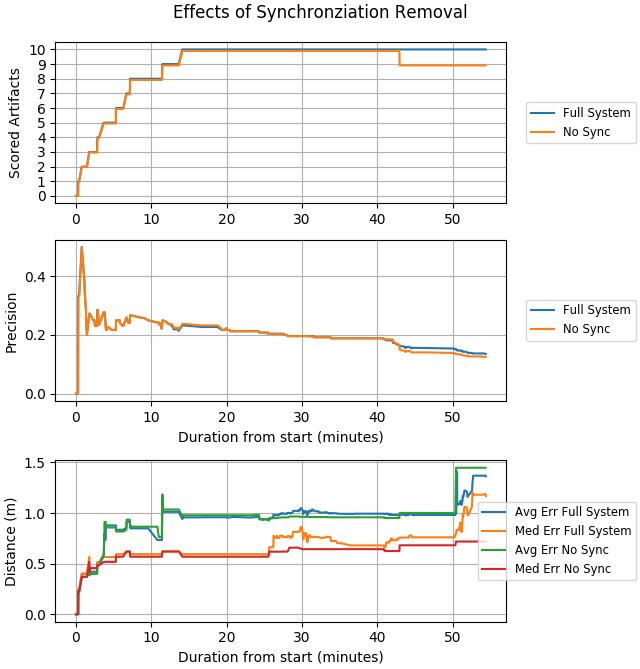 Effects of Synchronziation Removal
Scored Artifacts
10
9
8
7
6
5
4
3
2
1
0
0 10 20 30 40 50
Full System
No Sync
Precision
0.4
0.2
0.0
0 10 20 30 40 50
Duration from start (minutes)
Full System
No Sync
Distance (m)
1.5
1.0
0.5
0.0
0 10 20 30 40 50
Duration from start (minutes)
Avg Err Full System
Med Err Full System
Avg Err No Sync
Med Err No Sync